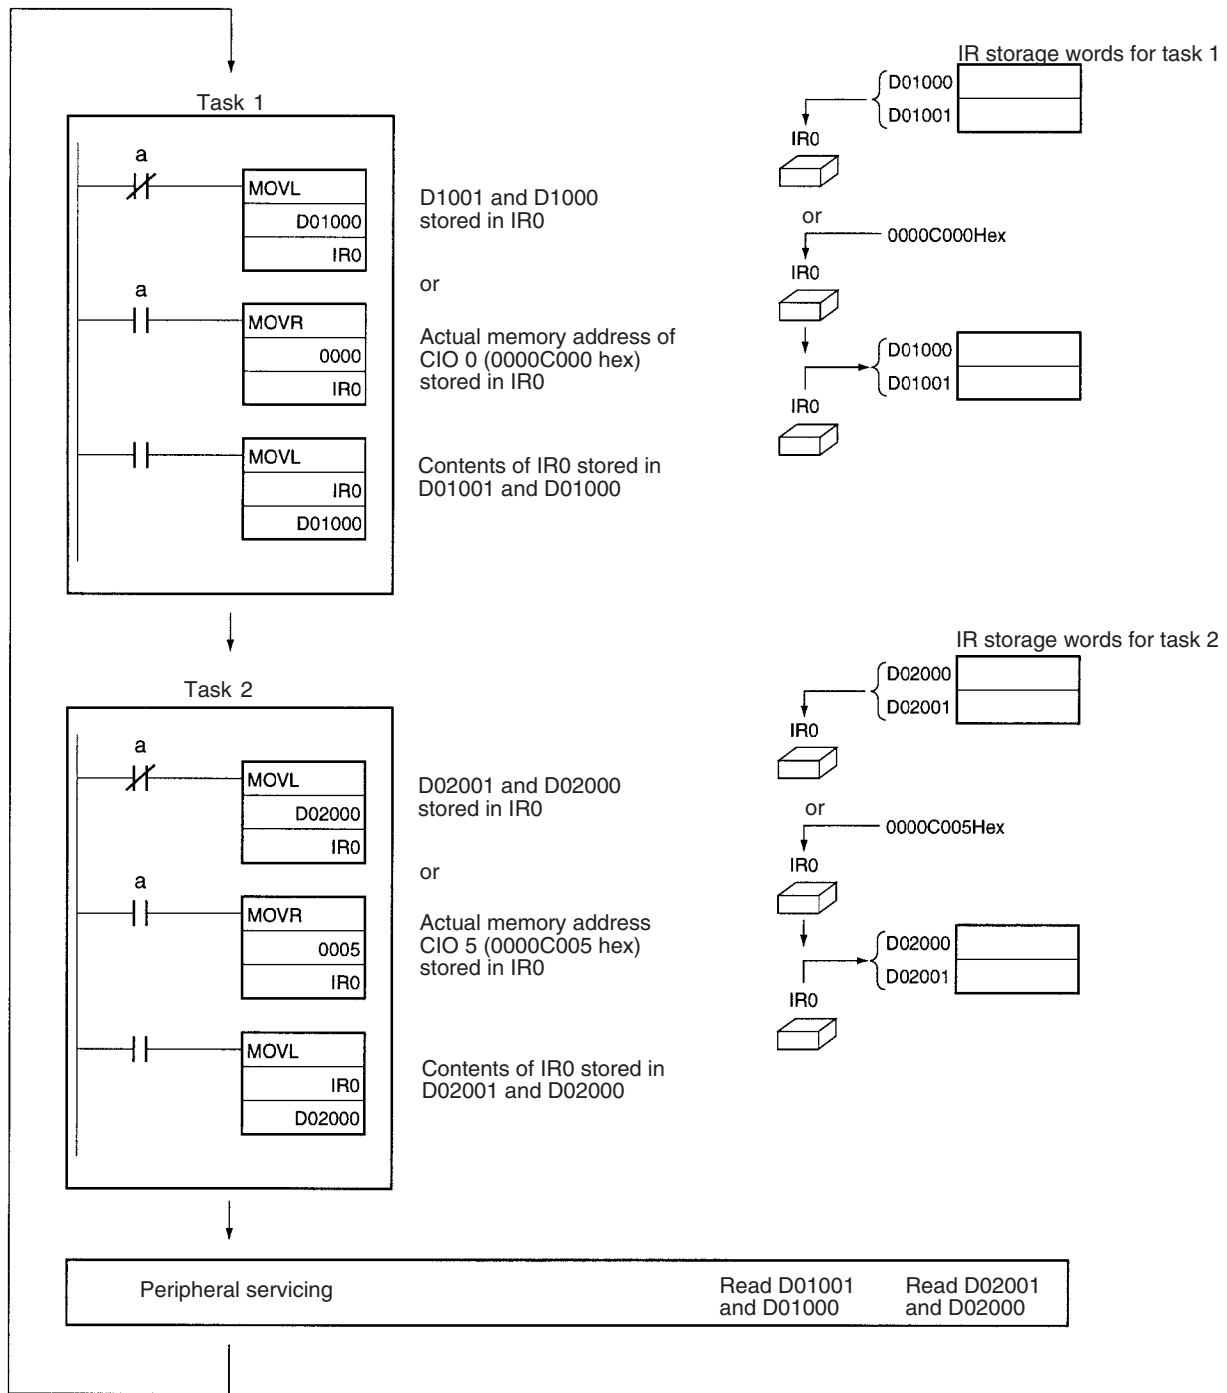 IR storage words for task 1
Task 1
D01000
D01001
IR0
a
MOVL
D01000
IR0
D1001 and D1000
stored in IR0
or
0000C000Hex
IR0
a
or
MOVR
0000
IR0
Actual memory address of
CIO 0 (0000C000 hex)
stored in IR0
D01000
D01001
IR0
MOVL
IR0
D01000
Contents of IR0 stored in
D01001 and D01000
IR storage words for task 2
Task 2
D02000
D02001
IR0
a
MOVL
D02000
IR0
D02001 and D02000
stored in IR0
or
0000C005Hex
IR0
a
or
MOVR
0005
IR0
Actual memory address
CIO 5 (0000C005 hex)
stored in IR0
D02000
D02001
IR0
MOVL
IR0
D02000
Contents of IR0 stored in
D02001 and D02000
Peripheral servicing
Read D01001
and D01000
Read D02001
and D02000